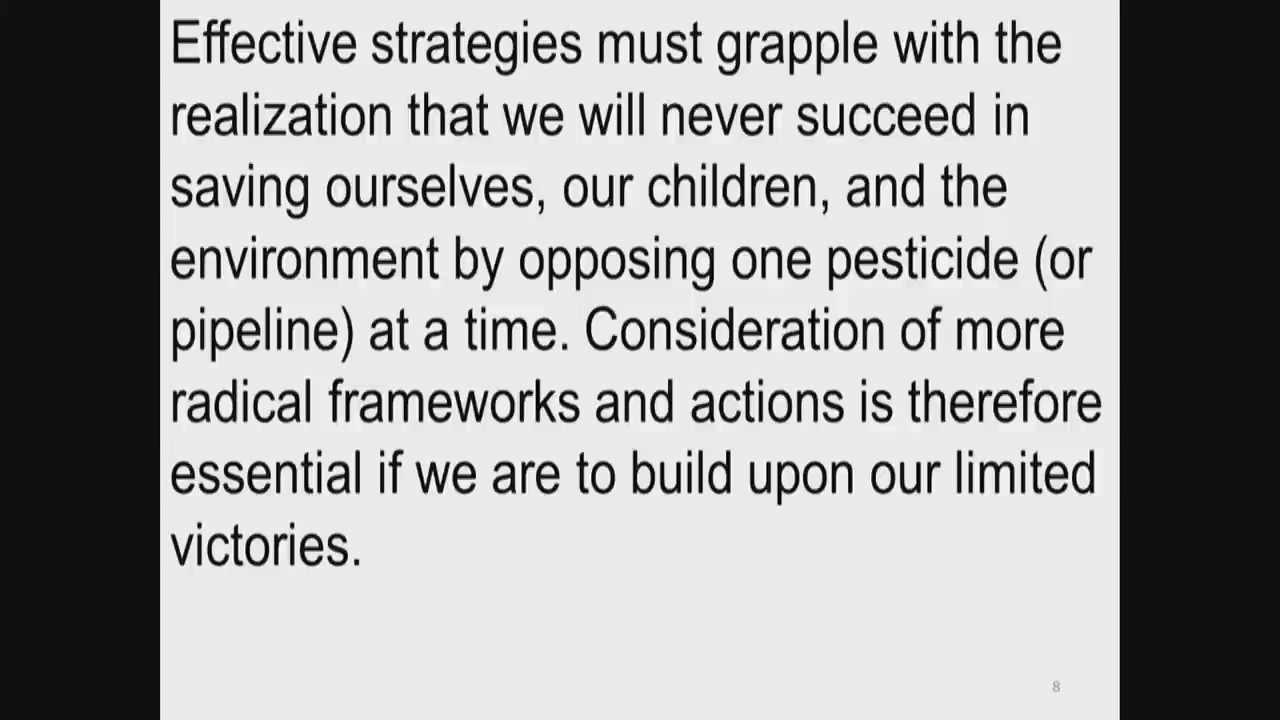 Effective strategies must grapple with the
realization that we will never succeed in
saving ourselves, our children, and the
environment by opposing one pesticide (or
pipeline) at a time. Consideration of more
radical frameworks and actions is therefore
essential if we are to build upon our limited
victories.
8